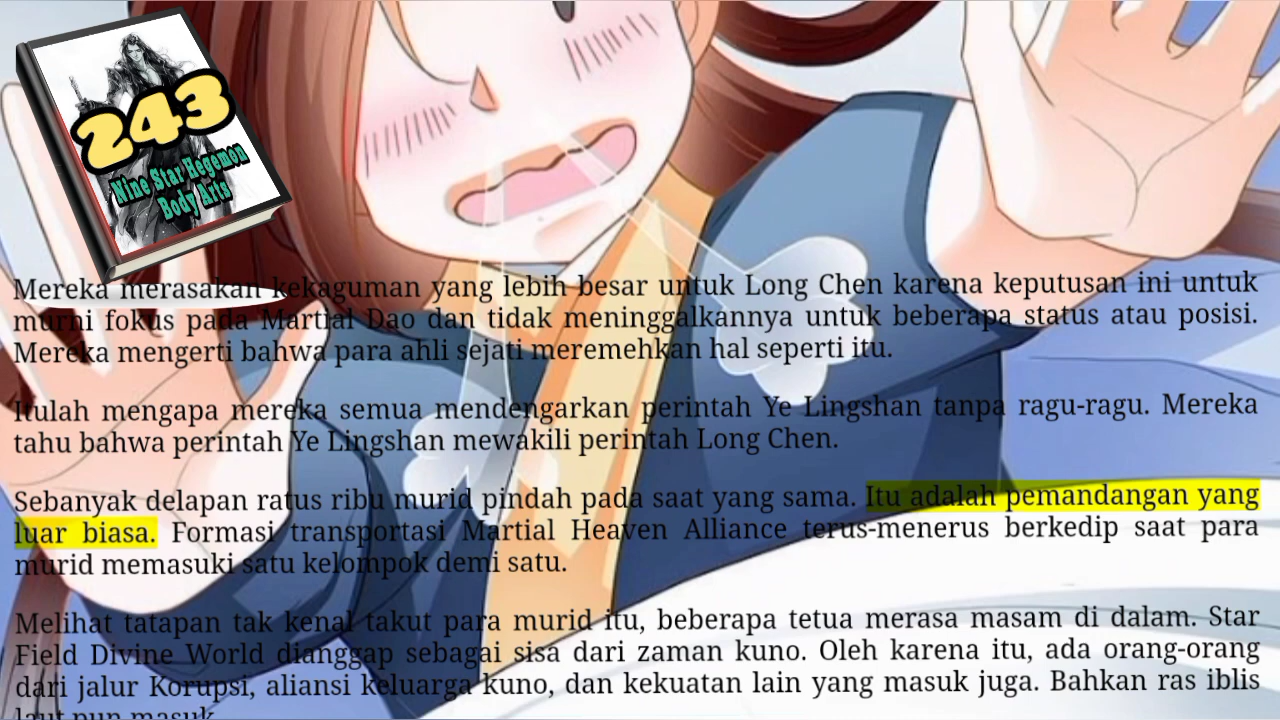 243
Nine Star Hegemon
Body Arts
Mereka merasakan kekaguman yang lebih besar untuk Long Chen karena keputusan ini untuk
murni fokus pada Martial Dao dan tidak meninggalkannya untuk beberapa status atau posisi.
Mereka mengerti bahwa para ahli sejati meremehkan hal seperti itu.
Itulah mengapa mereka semua mendengarkan perintah Ye Lingshan tanpa ragu-ragu. Mereka
tahu bahwa perintah Ye Lingshan mewakili perintah Long Chen.
Sebanyak delapan ratus ribu murid pindah pada saat yang sama. Itu adalah pemandangan yang
luar biasa. Formasi transportasi Martial Heaven Alliance terus-menerus berkedip saat para
murid memasuki satu kelompok demi satu.
Melihat tatapan tak kenal takut para murid itu, beberapa tetua merasa masam di dalam. Star
Field Divine World dianggap sebagai sisa dari zaman kuno. Oleh karena itu, ada orang-orang
dari jalur Korupsi, aliansi keluarga kuno, dan kekuatan lain yang masuk juga. Bahkan ras iblis
laut pun masuk.